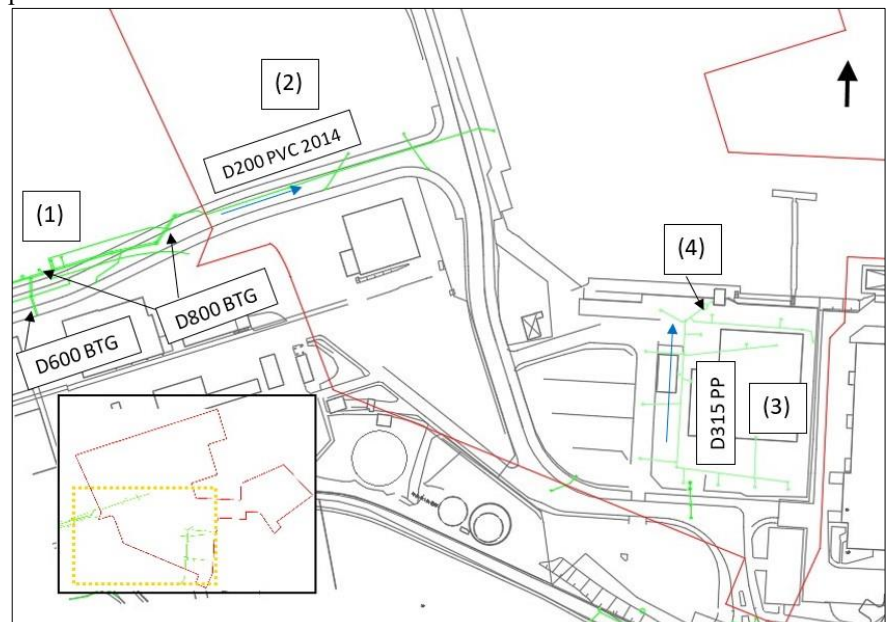 (2)
D200 PVC 2014
(1)
(4)
D800 BTG
D600 BTG
D315 PP
(3)